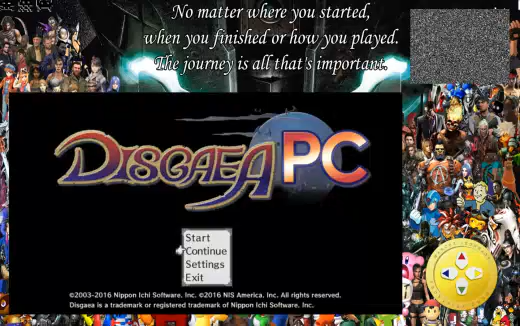 No matter where you started,
when you finished or how you played.
The journey is all that's important.
DISGAEA PC
Start
Continue
Settings
Exit
©2003-2016 Nippon Ichi Software, Inc. ©2016 NIS America, Inc. All rights reserved.
Disgaea is a trademark or registered trademark of Nippon Ichi Software, Inc.